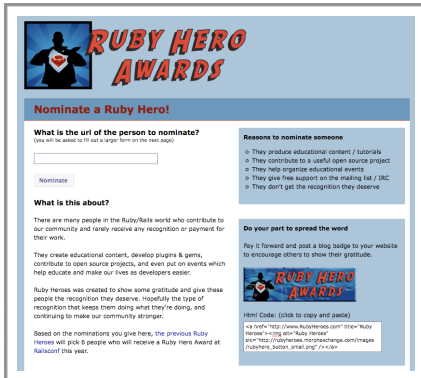 RUBY HERO
AWARDS
Nominate a Ruby Hero!
What is the url of the person to nominate?
(you will be asked to fill out a larger form on the next page)
Nominate
What is this about?
There are many people in the Ruby/Rails world who contribute to
our community and rarely receive any recognition or payment for
their work.
They create educational content, develop plugins & gems,
contribute to open source projects, and even put on events which
help educate and make our lives as developers easier.
Ruby Heroes was created to show some gratitude and give these
people the recognition they deserve. Hopefully the type of
recognition that keeps them doing what they're doing, and
continuing to make our community stronger.
Based on the nominations you give here, the previous Ruby
Heroes will pick 6 people who will receive a Ruby Hero Award at
Railsconf this year.
Reasons to nominate someone
They produce educational content / tutorials
They contribute to a useful open source project
They help organize educational events
They give free support on the mailing list / IRC
They don't get the recognition they deserve
Do your part to spread the word
Pay it forward and post a blog badge to your website
to encourage others to show their gratitude.
RUBY HERO
AWARDS
Html Code: (click to copy and paste)
<a href="http://www.RubyHeroes.com" title="Ruby
Heroes"><img alt="Ruby Heroes"
src="http://rubyheroes.morphexchange.com/images
/rubyhero_button_small.png" /></a>